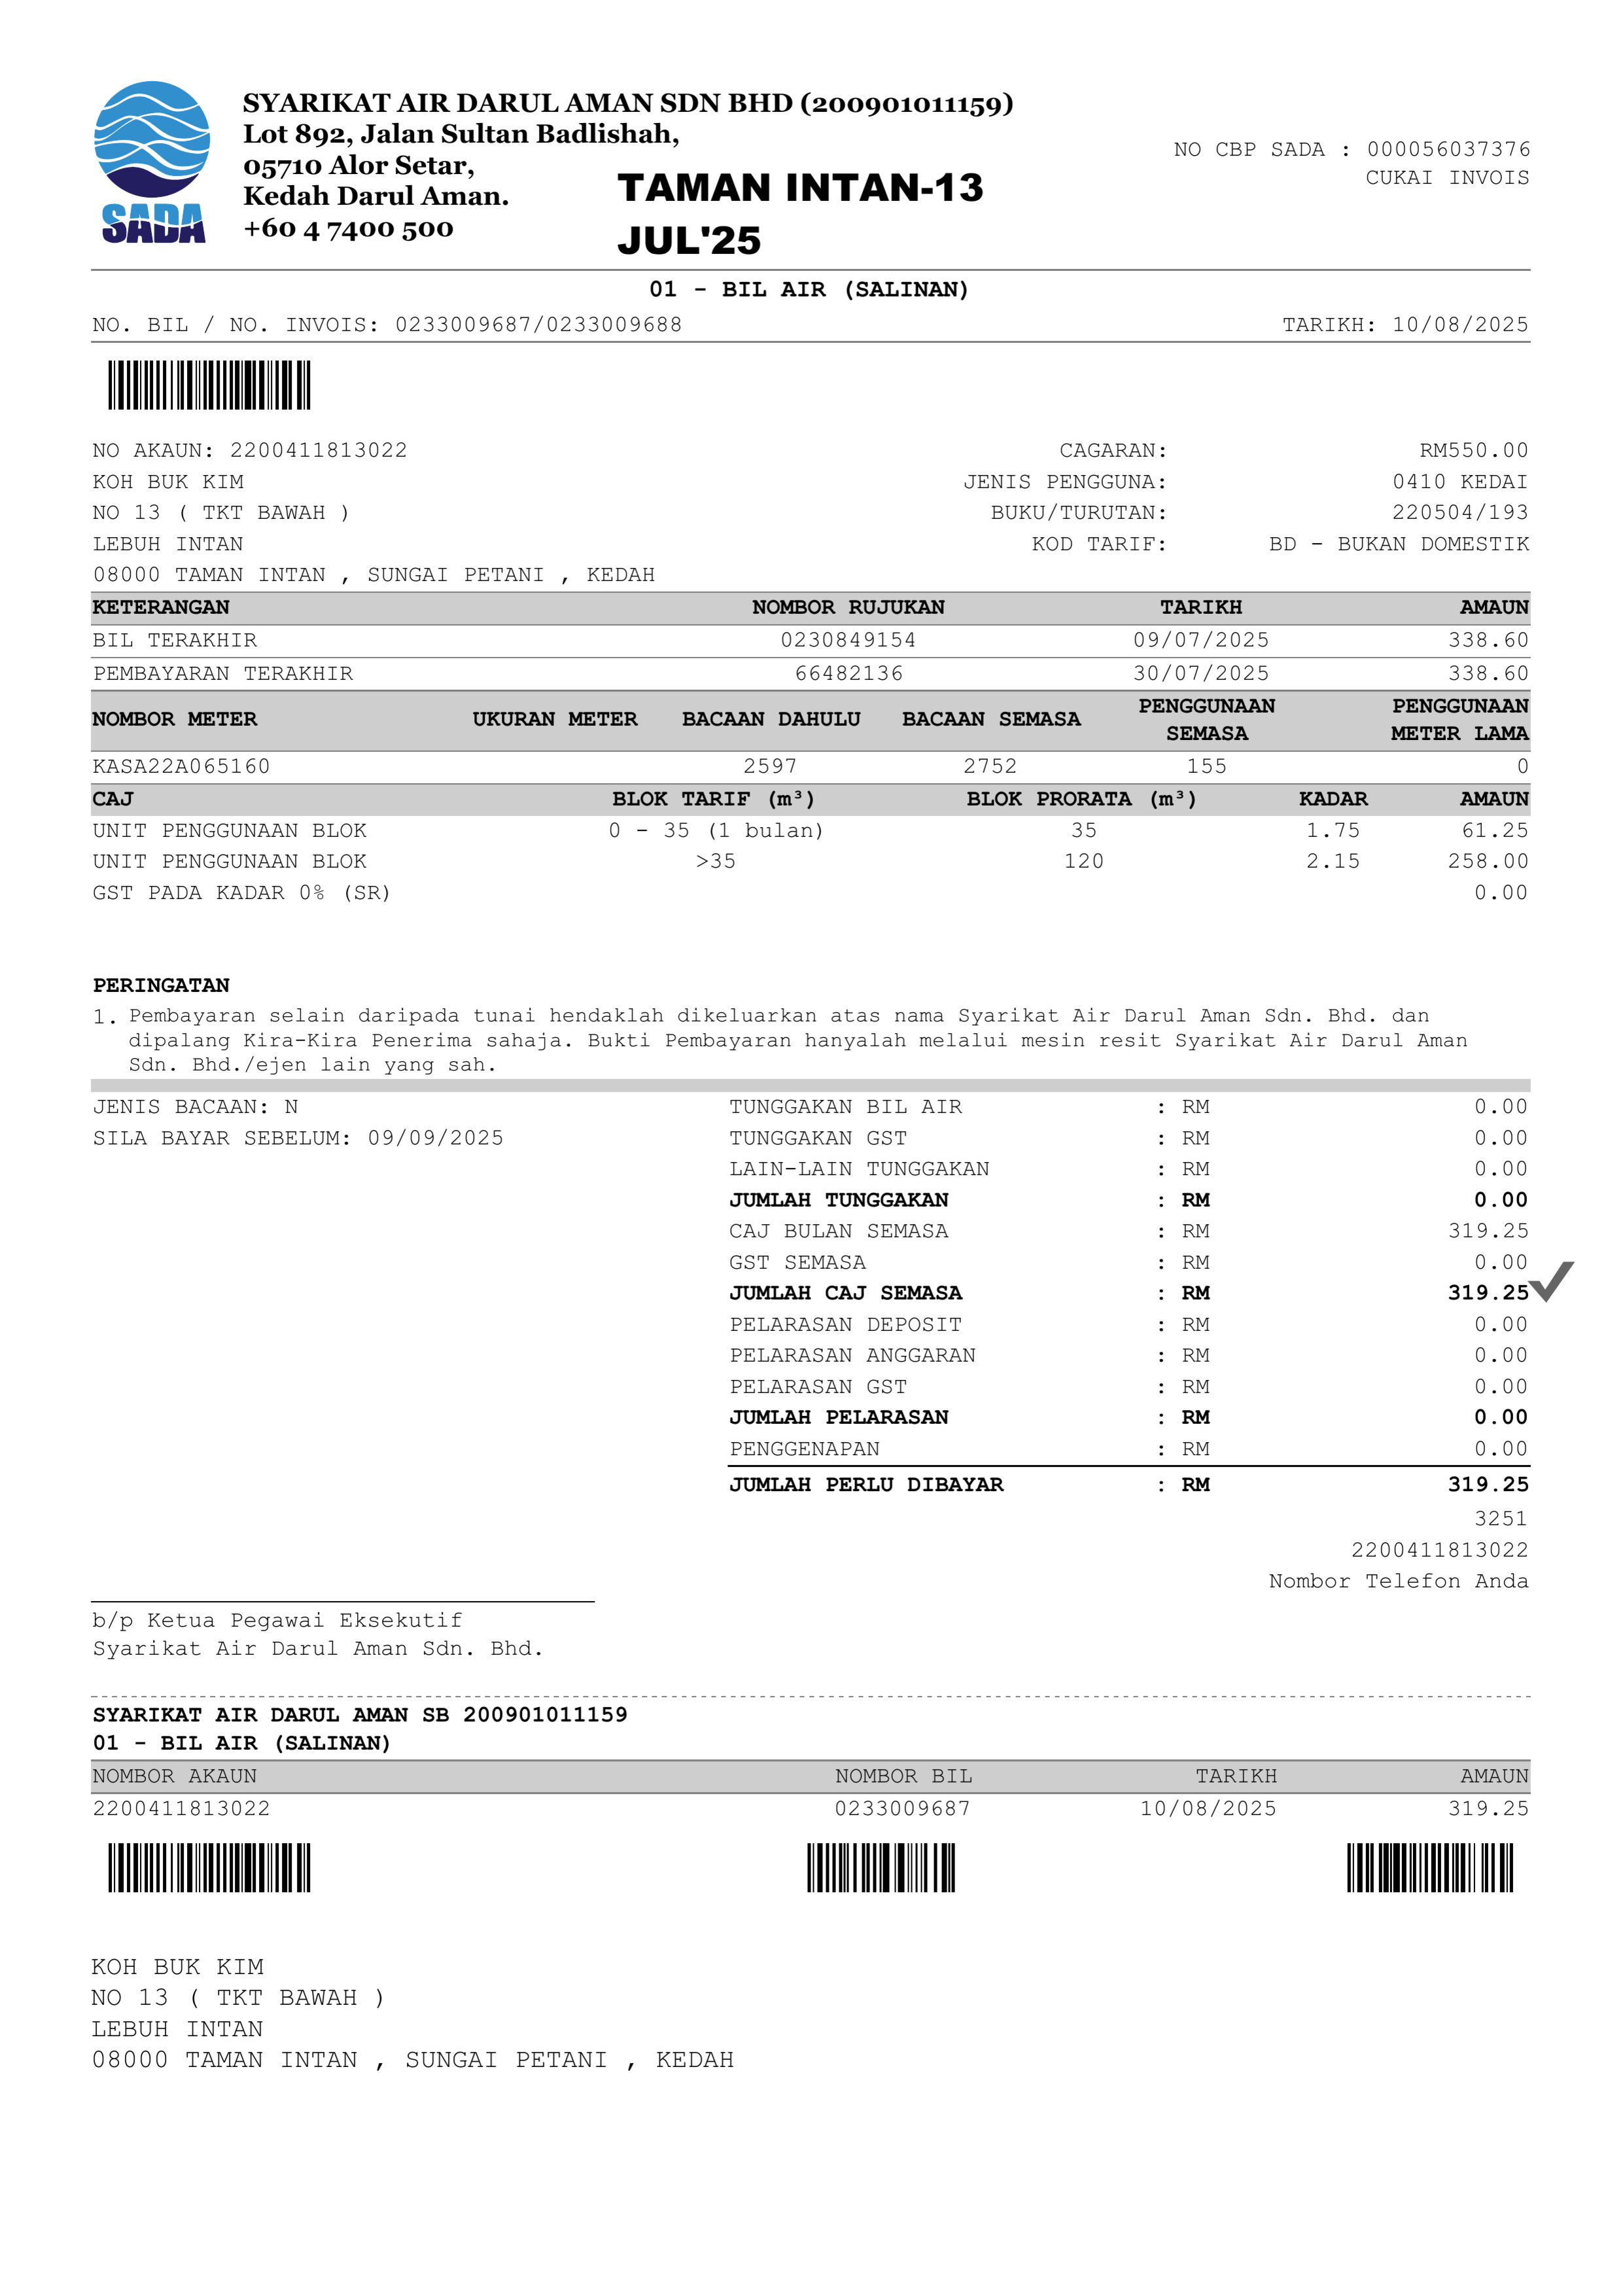 SYARIKAT AIR DARUL AMAN SDN BHD (200901011159)
Lot 892, Jalan Sultan Badlishah,
05710 Alor Setar,
Kedah Darul Aman.
+60 4 7400 500
SADA
TAMAN INTAN-13
JUL'25
NO CBP SADA : 000056037376
CUKAI INVOIS
01 - BIL AIR (SALINAN)
NO. BIL / NO. INVOIS: 0233009687/0233009688 TARIKH: 10/08/2025
NO AKAUN: 2200411813022 CAGARAN: RM550.00
KOH BUK KIM JENIS PENGGUNA: 0410 KEDAI
NO 13 ( TKT BAWAH ) BUKU/TURUTAN: 220504/193
LEBUH INTAN KOD TARIF: BD - BUKAN DOMESTIK
08000 TAMAN INTAN , SUNGAI PETANI , KEDAH
KETERANGAN NOMBOR RUJUKAN TARIKH AMAUN
BIL TERAKHIR 0230849154 09/07/2025 338.60
PEMBAYARAN TERAKHIR 66482136 30/07/2025 338.60
NOMBOR METER UKURAN METER BACAAN DAHULU BACAAN SEMASA PENGGUNAAN SEMASA PENGGUNAAN METER LAMA
KASA22A065160 2597 2752 155 0
CAJ BLOK TARIF (m³) BLOK PRORATA (m³) KADAR AMAUN
UNIT PENGGUNAAN BLOK 0 - 35 (1 bulan) 35 1.75 61.25
UNIT PENGGUNAAN BLOK >35 120 2.15 258.00
GST PADA KADAR 0% (SR) 0.00
PERINGATAN
1. Pembayaran selain daripada tunai hendaklah dikeluarkan atas nama Syarikat Air Darul Aman Sdn. Bhd. dan
dipalang Kira-Kira Penerima sahaja. Bukti Pembayaran hanyalah melalui mesin resit Syarikat Air Darul Aman
Sdn. Bhd./ejen lain yang sah.
JENIS BACAAN: N TUNGGAKAN BIL AIR : RM 0.00
SILA BAYAR SEBELUM: 09/09/2025 TUNGGAKAN GST : RM 0.00
LAIN-LAIN TUNGGAKAN : RM 0.00
JUMLAH TUNGGAKAN : RM 0.00
CAJ BULAN SEMASA : RM 319.25
GST SEMASA : RM 0.00
JUMLAH CAJ SEMASA : RM 319.25
PELARASAN DEPOSIT : RM 0.00
PELARASAN ANGGARAN : RM 0.00
PELARASAN GST : RM 0.00
JUMLAH PELARASAN : RM 0.00
PENGGENAPAN : RM 0.00
JUMLAH PERLU DIBAYAR : RM 319.25
3251
2200411813022
Nombor Telefon Anda
b/p Ketua Pegawai Eksekutif
Syarikat Air Darul Aman Sdn. Bhd.
SYARIKAT AIR DARUL AMAN SB 200901011159
01 - BIL AIR (SALINAN)
NOMBOR AKAUN NOMBOR BIL TARIKH AMAUN
2200411813022 0233009687 10/08/2025 319.25
KOH BUK KIM
NO 13 ( TKT BAWAH )
LEBUH INTAN
08000 TAMAN INTAN , SUNGAI PETANI , KEDAH